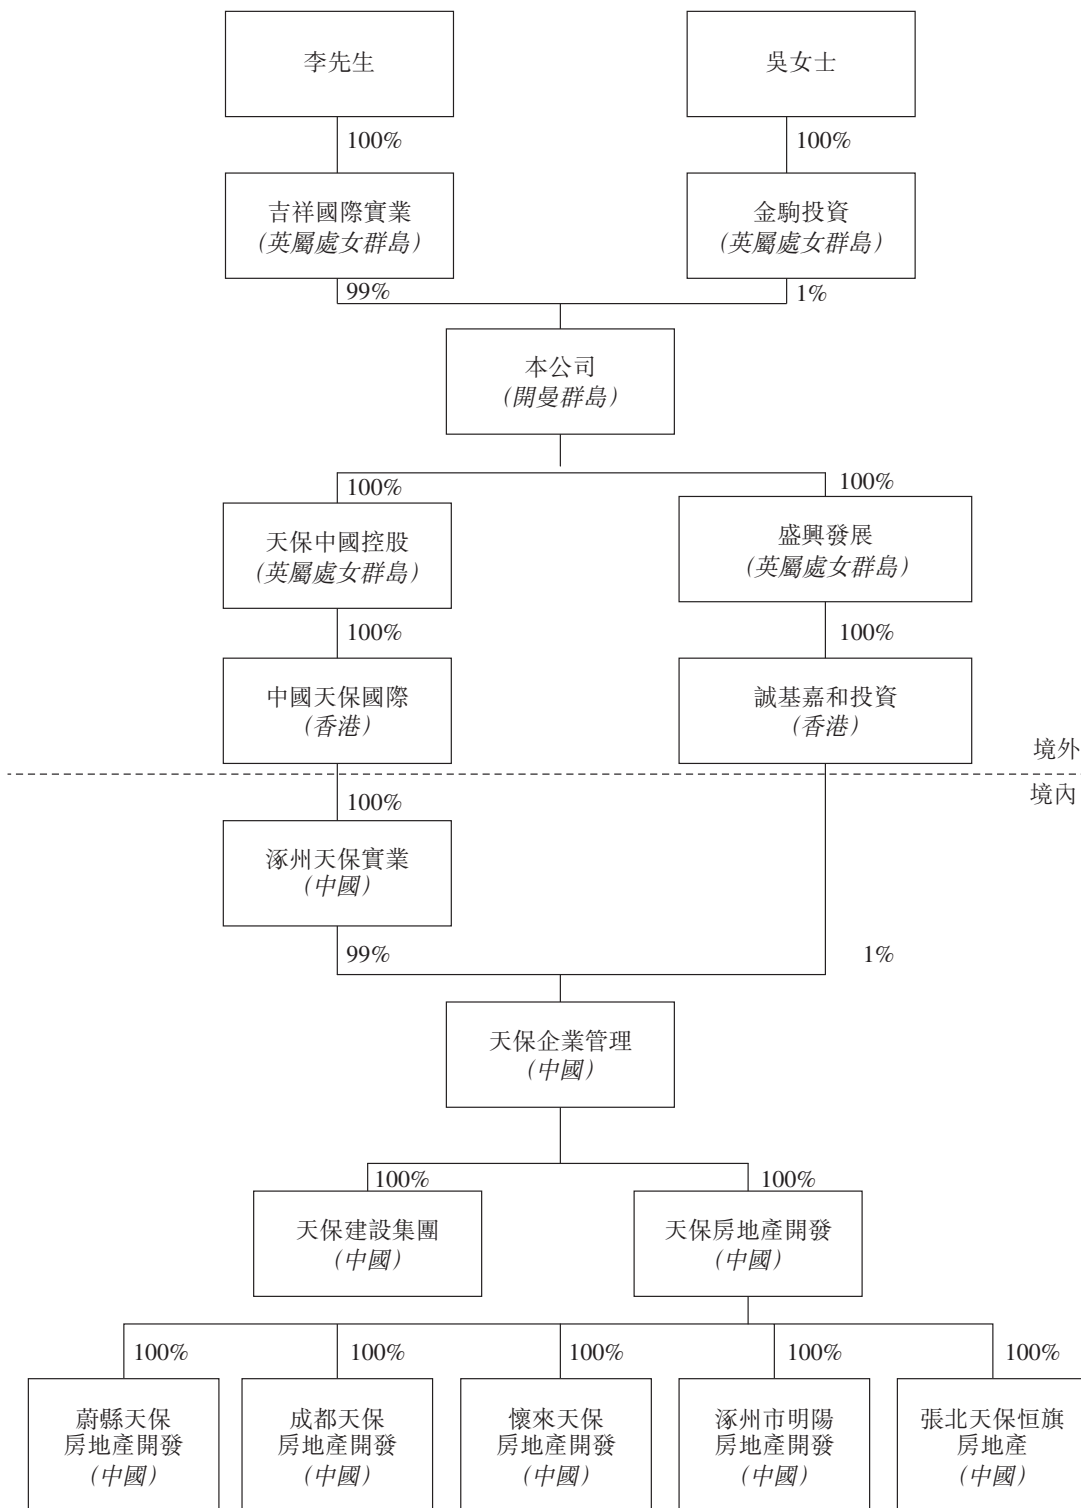 李先生
吳女士
100%
100%
吉祥國際實業
(英屬處女群島)
金駒投資
(英屬處女群島)
99%
1%
本公司
(開曼群島)
100%
100%
天保中國控股
(英屬處女群島)
盛興發展
(英屬處女群島)
100%
100%
中國天保國際
(香港)
誠基嘉和投資
(香港)
境外
境內
100%
涿州天保實業
(中國)
99%
1%
天保企業管理
(中國)
100%
100%
天保建設集團
(中國)
天保房地產開發
(中國)
100%
100%
100%
100%
100%
蔚縣天保
房地產開發
(中國)
成都天保
房地產開發
(中國)
懷來天保
房地產開發
(中國)
涿州市明陽
房地產開發
(中國)
張北天保恒旗
房地產
(中國)